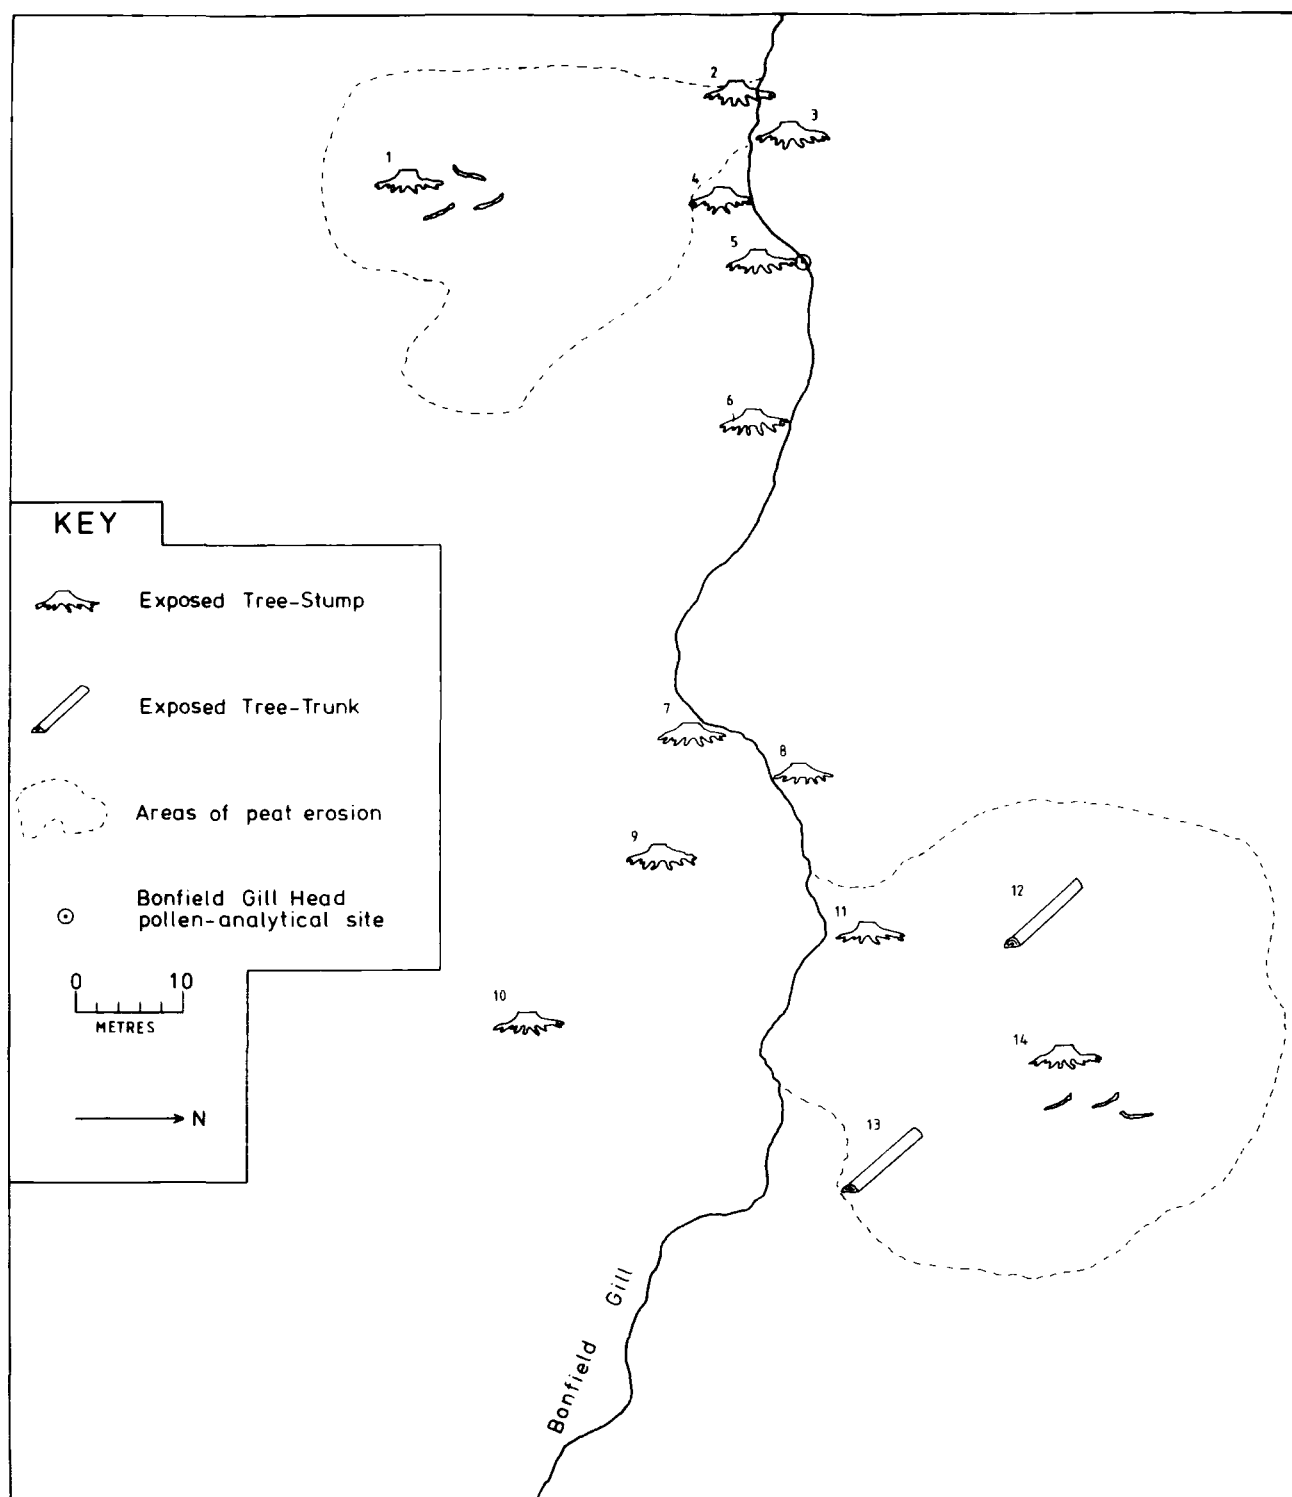 2
3
1
4
5
6
KEY
Exposed Tree-Stump
Exposed Tree-Trunk
7
8
Areas of peat erosion
9
12
Bonfield Gill Head
pollen-analytical site
11
0 10
METRES
10
14
N
13
Bonfield Gill